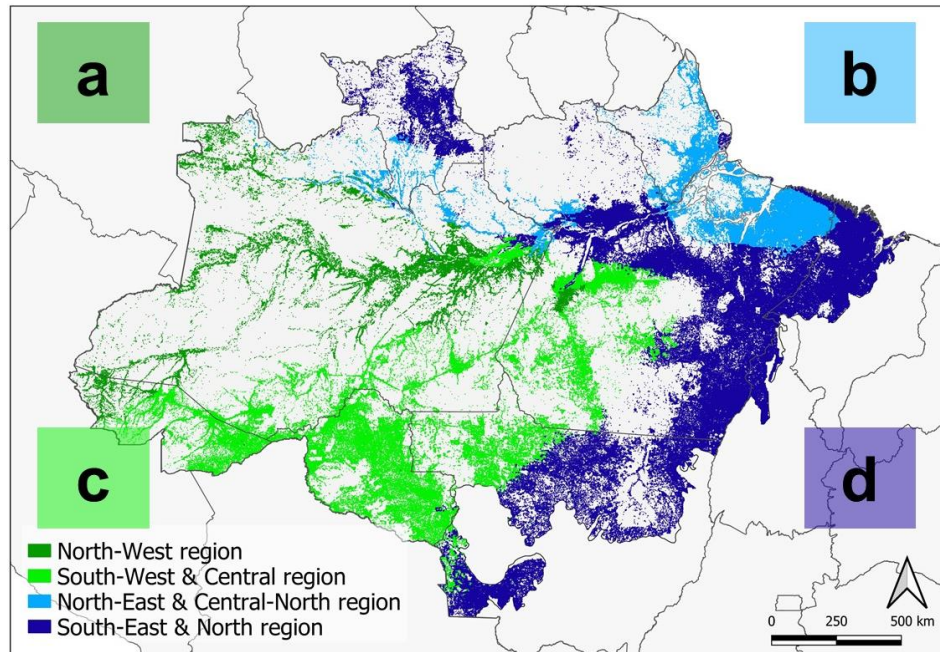 a
b
c
d
North-West region
South-West & Central region
North-East & Central-North region
South-East & North region
0 250 500 km